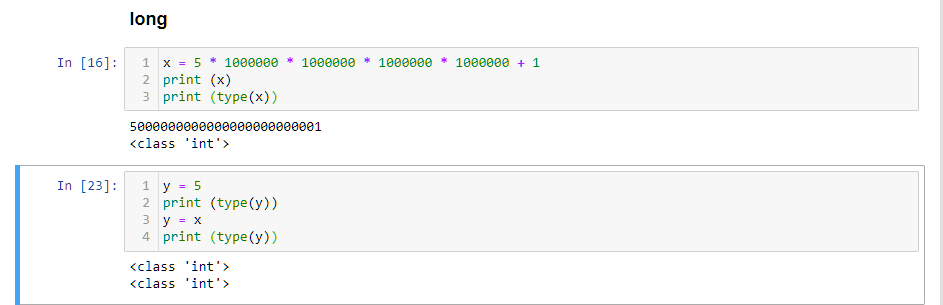 long
In [16]:
1 x = 5 * 1000000 * 1000000 * 1000000 * 1000000 + 1
2 print (x)
3 print (type(x))
5000000000000000000000001
<class 'int'>
In [23]:
1 y = 5
2 print (type(y))
3 y = x
4 print (type(y))
<class 'int'>
<class 'int'>